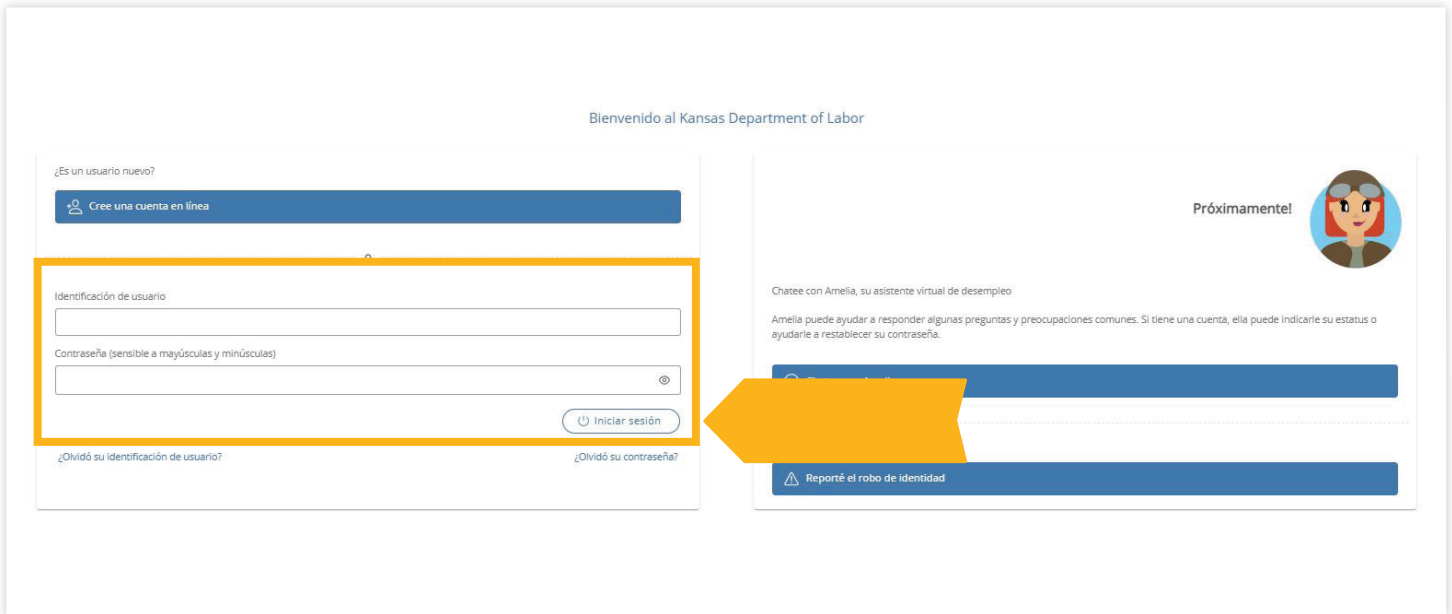 Bienvenido al Kansas Department of Labor
¿Es un usuario nuevo?
Cree una cuenta en línea
Identificación de usuario
Contraseña (sensible a mayúsculas y minúsculas)
Iniciar sesión
¿Olvidó su identificación de usuario?
¿Olvidó su contraseña?
Próximamente!
Chatee con Amelia, su asistente virtual de desempleo
Amelia puede ayudar a responder algunas preguntas y preocupaciones comunes. Si tiene una cuenta, ella puede indicarle su estatus o
ayudarle a restablecer su contraseña.
Reporté el robo de identidad